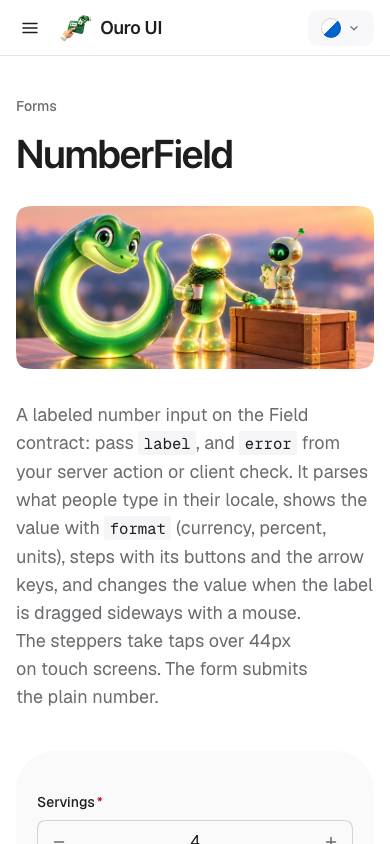 Ouro UI
Forms
NumberField
A labeled number input on the Field
contract: pass label, and error from
your server action or client check. It parses
what people type in their locale, shows the
value with format (currency, percent,
units), steps with its buttons and the arrow
keys, and changes the value when the label
is dragged sideways with a mouse.
The steppers take taps over 44px
on touch screens. The form submits
the plain number.
Servings*
− 4 +